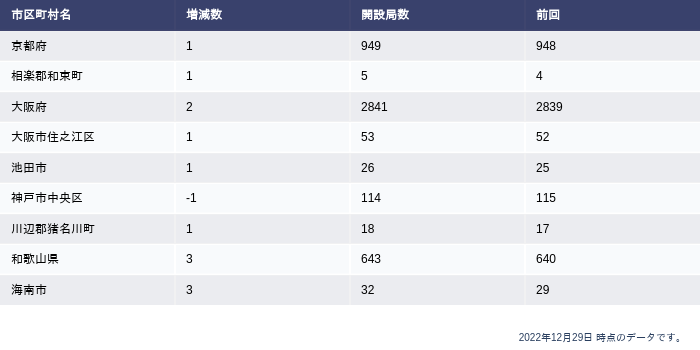 市区町村名 増減数 開設局数 前回
京都府 1 949 948
相楽郡和東町 1 5 4
大阪府 2 2841 2839
大阪市住之江区 1 53 52
池田市 1 26 25
神戸市中央区 -1 114 115
川辺郡猪名川町 1 18 17
和歌山県 3 643 640
海南市 3 32 29
2022年12月29日 時点のデータです。